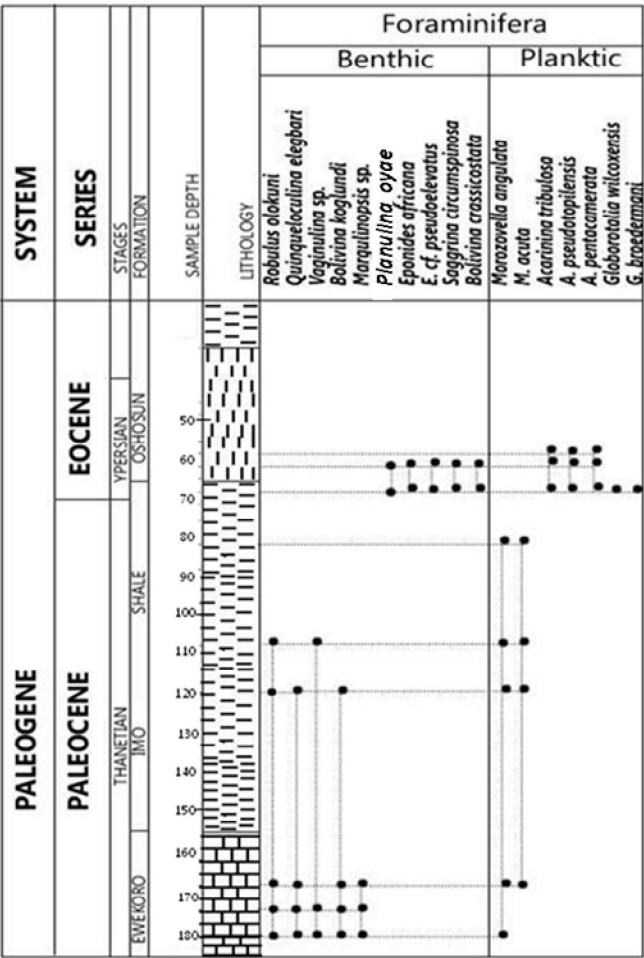 Foraminifera
Benthic
Planktic
SYSTEM
SERIES
STAGES
FORMATION
SAMPLE DEPTH
LITHOLOGY
Robulus olokuni
Quinqueloculina elegbari
Vaginulina sp.
Bolivina koglundi
Marqulinopsis sp.
Planulina oyae
Eponides africana
E. cf. pseudoelevatus
Saggrina circumspinosa
Bolivina crassicostata
Morozovella angulata
M. acuta
Acarinina tribulosa
A. pseudotopilensis
A. pentacamerata
Globorotalia wilcoxensis
G. broedermani
PALEOGENE
EOCENE
PALEOCENE
YPERSIAN
THANETIAN
OSHOSUN
SHALE
IMO
EWEKORO
50
60
70
80
90
100
110
120
130
140
150
160
170
180